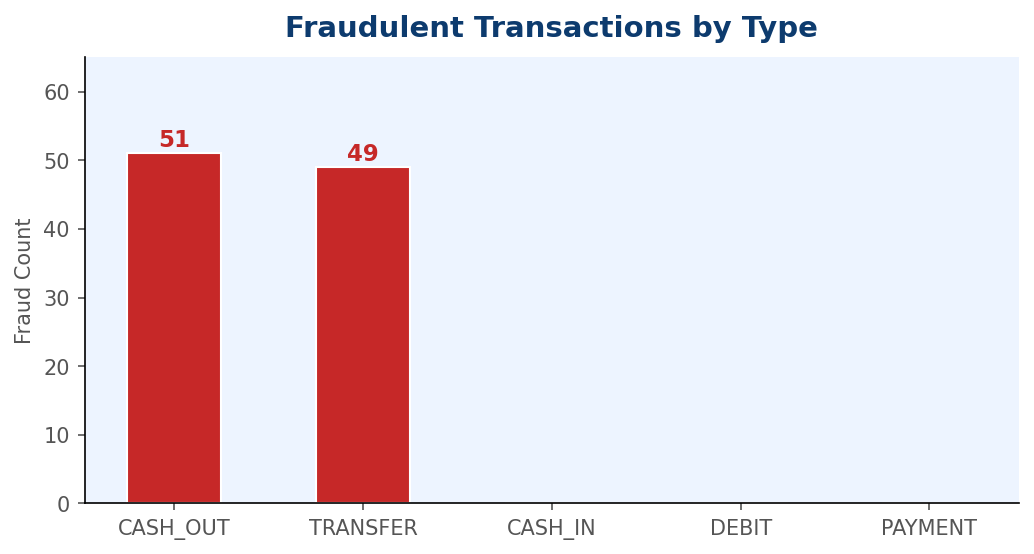 Fraudulent Transactions by Type
Fraud Count
60
50
40
30
20
10
0
51
49
CASH_OUT
TRANSFER
CASH_IN
DEBIT
PAYMENT